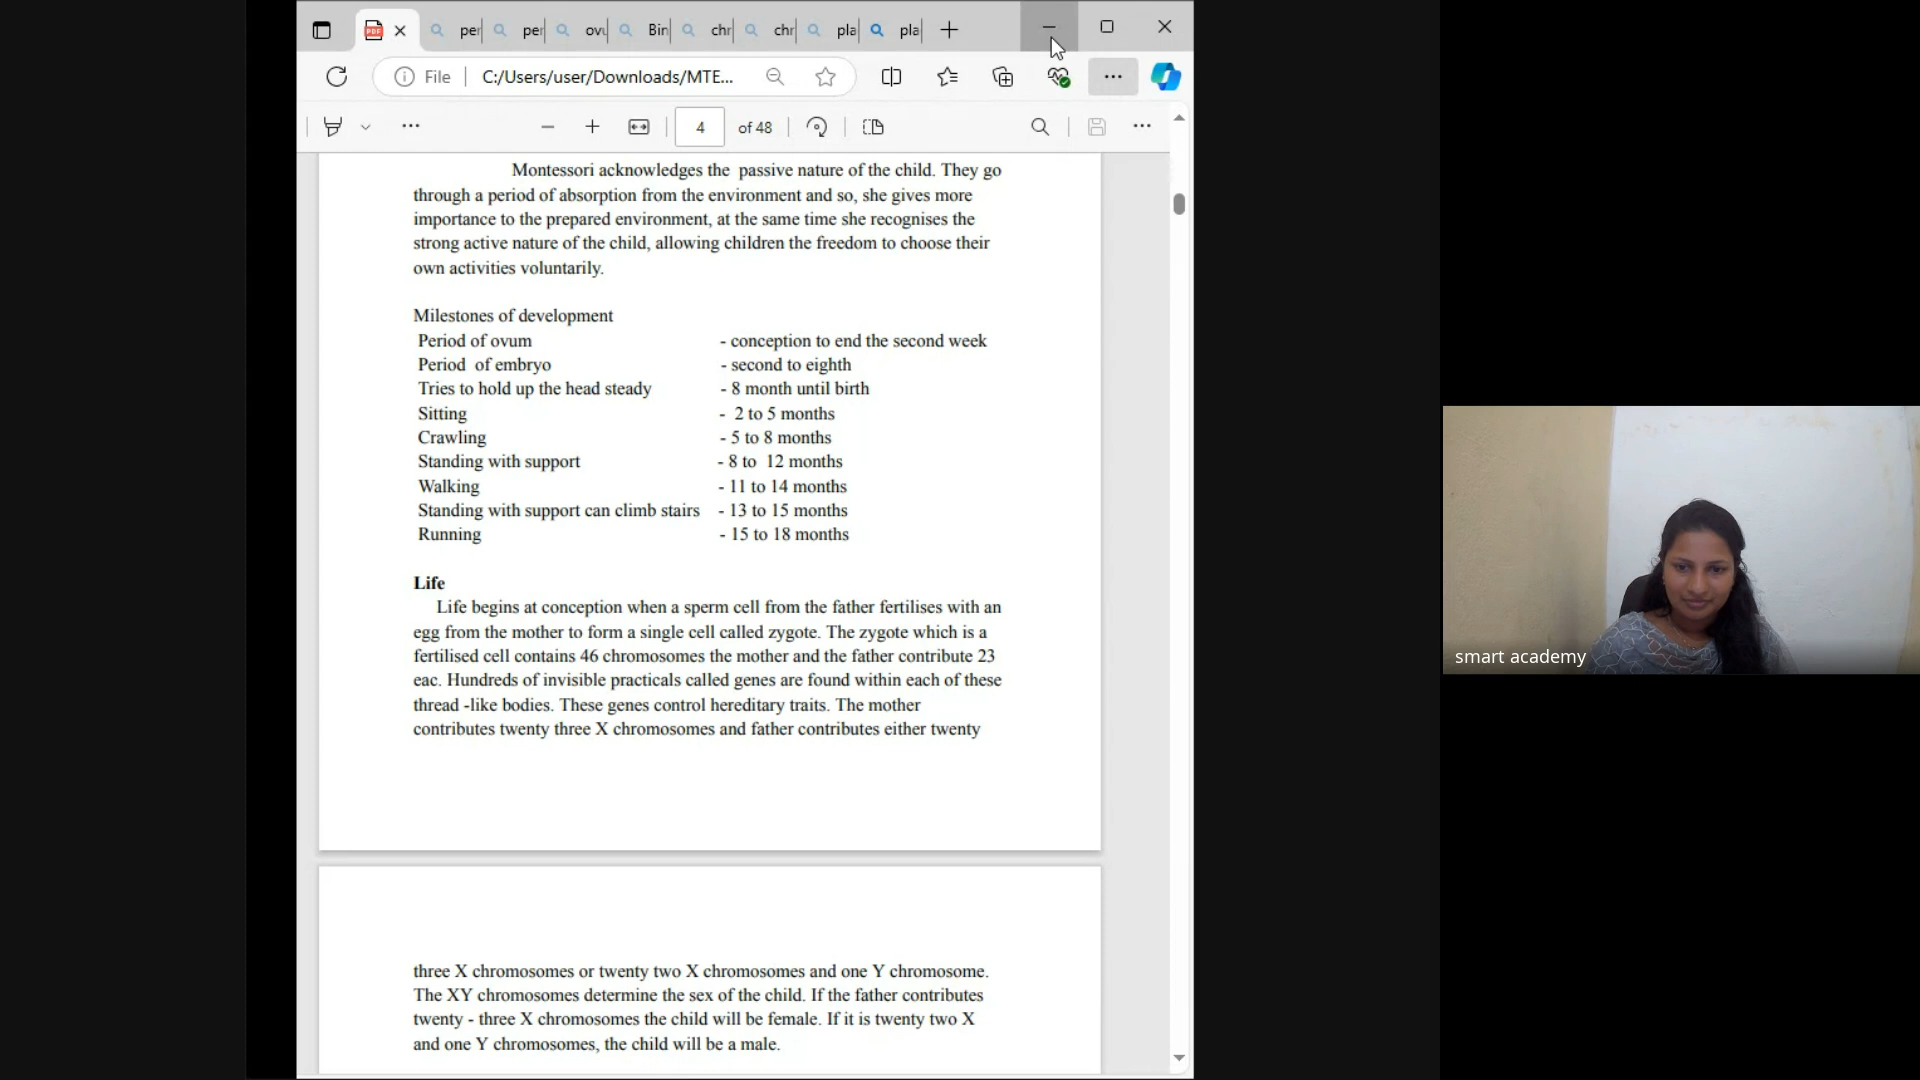 per
per
ovu
Bin
chr
chr
pla
pla
File
C:/Users/user/Downloads/MTE...
4
of 48
Montessori acknowledges the passive nature of the child. They go
through a period of absorption from the environment and so, she gives more
importance to the prepared environment, at the same time she recognises the
strong active nature of the child, allowing children the freedom to choose their
own activities voluntarily.
Milestones of development
Period of ovum - conception to end the second week
Period of embryo - second to eighth
Tries to hold up the head steady - 8 month until birth
Sitting - 2 to 5 months
Crawling - 5 to 8 months
Standing with support - 8 to 12 months
Walking - 11 to 14 months
Standing with support can climb stairs - 13 to 15 months
Running - 15 to 18 months
Life
Life begins at conception when a sperm cell from the father fertilises with an
egg from the mother to form a single cell called zygote. The zygote which is a
fertilised cell contains 46 chromosomes the mother and the father contribute 23
eac. Hundreds of invisible practicals called genes are found within each of these
thread -like bodies. These genes control hereditary traits. The mother
contributes twenty three X chromosomes and father contributes either twenty
three X chromosomes or twenty two X chromosomes and one Y chromosome.
The XY chromosomes determine the sex of the child. If the father contributes
twenty - three X chromosomes the child will be female. If it is twenty two X
and one Y chromosomes, the child will be a male.
smart academy